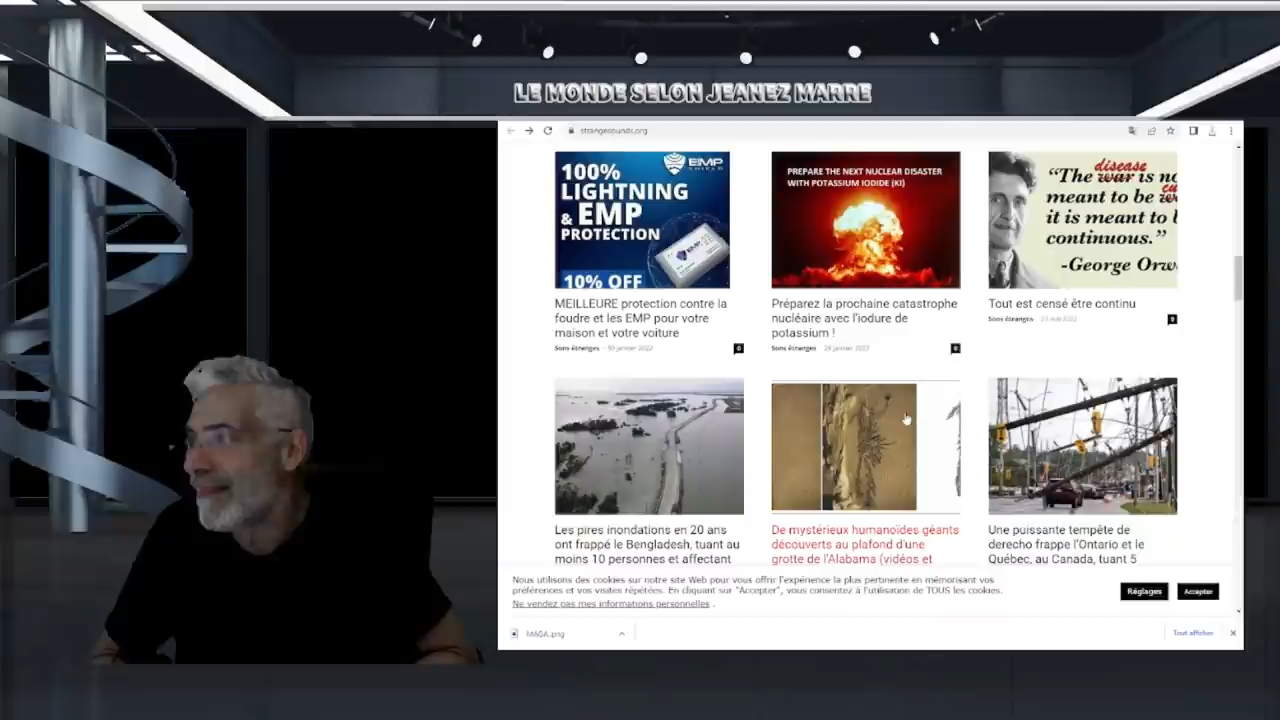 LE MONDE SELON JEANEZ MARRE
strangesounds.org
EMP
SHIELD
100%
LIGHTNING
& EMP
PROTECTION
10% OFF
MEILLEURE protection contre la
foudre et les EMP pour votre
maison et votre voiture
Sons étranges - 30 janvier 2022
0
PREPARE THE NEXT NUCLEAR DISASTER
WITH POTASSIUM IODIDE (KI)
Préparez la prochaine catastrophe
nucléaire avec l'iodure de
potassium !
Sons étranges - 29 janvier 2022
0
disease
“The war is no
cu
meant to be w
it is meant to b
continuous.”
-George Orw
Tout est censé être continu
Sons étranges - 23 mai 2022
0
Les pires inondations en 20 ans
ont frappé le Bengladesh, tuant au
moins 10 personnes et affectant
De mystérieux humanoïdes géants
découverts au plafond d'une
grotte de l'Alabama (vidéos et
Une puissante tempête de
derecho frappe l'Ontario et le
Québec, au Canada, tuant 5
Nous utilisons des cookies sur notre site Web pour vous offrir l'expérience la plus pertinente en mémorisant vos
préférences et vos visites répétées. En cliquant sur "Accepter", vous consentez à l'utilisation de TOUS les cookies.
Ne vendez pas mes informations personnelles .
Réglages
Accepter
MAGA.png
Tout afficher